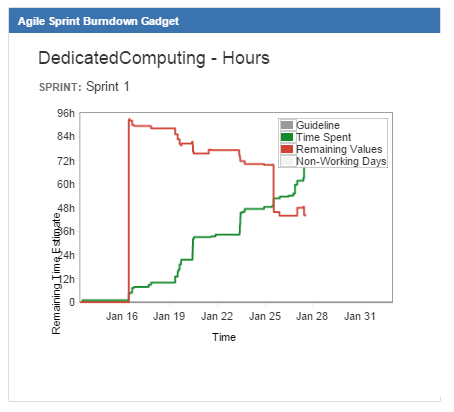 Agile Sprint Burndown Gadget
DedicatedComputing - Hours
SPRINT: Sprint 1
96h
84h
72h
60h
48h
36h
24h
12h
0
Remaining Time Estimate
Guideline
Time Spent
Remaining Values
Non-Working Days
Jan 16 Jan 19 Jan 22 Jan 25 Jan 28 Jan 31
Time